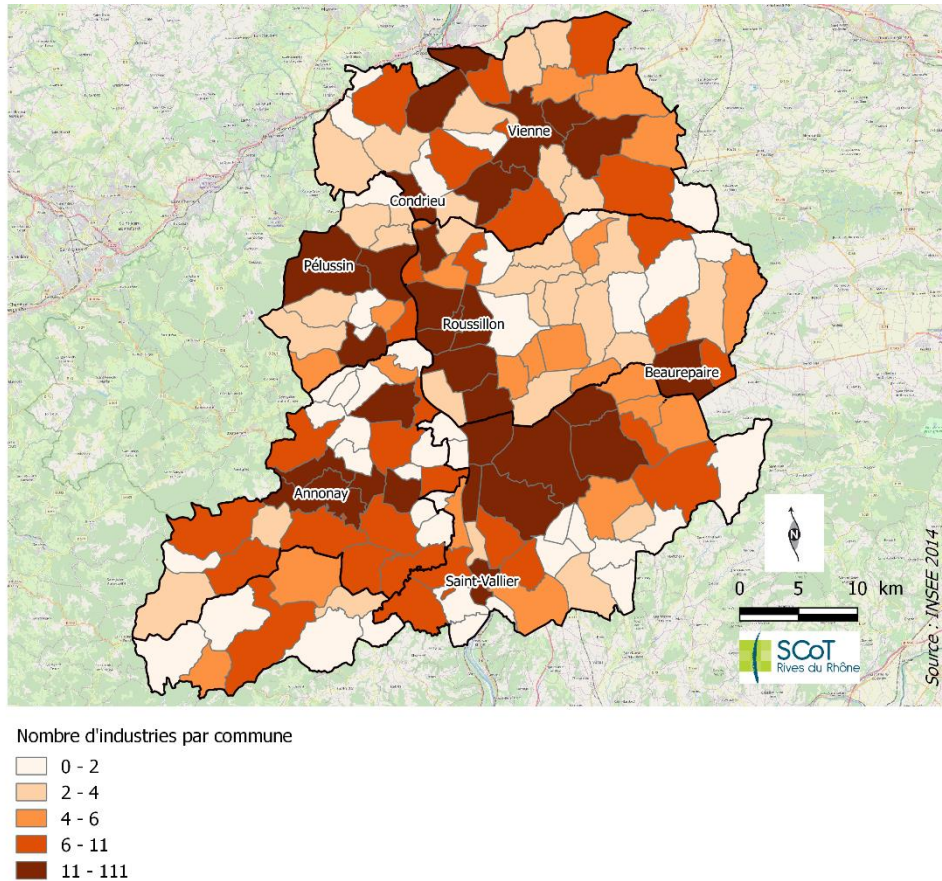 Vienne
Condrieu
Pélussin
Roussillon
Beaurepaire
Annonay
Saint-Vallier
N
0 5 10 km
SCoT
Rives du Rhône
Source : INSEE 2014
Nombre d'industries par commune
0 - 2
2 - 4
4 - 6
6 - 11
11 - 111